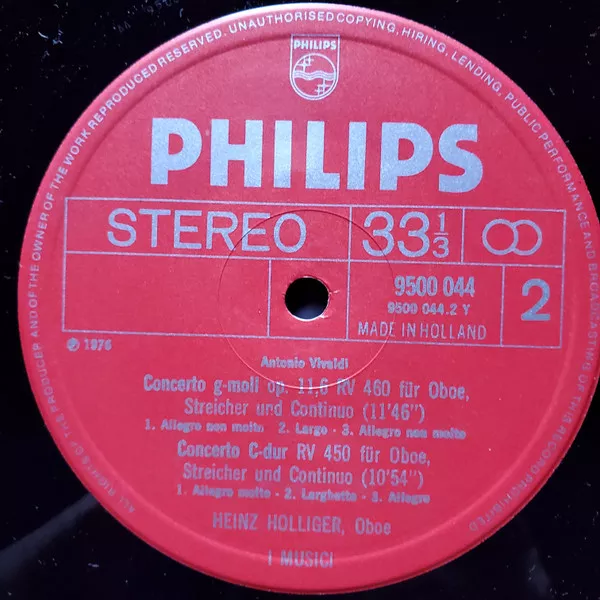 ALL RIGHTS OF THE PRODUCER AND OF THE OWNER OF THE WORK REPRODUCED RESERVED. UNAUTHORISED COPYING, HIRING, LENDING, PUBLIC PERFORMANCE AND BROADCASTING OF THIS RECORD PROHIBITED
PHILIPS
PHILIPS
STEREO 33 1/3
9500 044 2
9500 044.2 Y
MADE IN HOLLAND
℗ 1976
Antonio Vivaldi
Concerto g-moll op. 11,6 RV 460 für Oboe,
Streicher und Continuo (11'46")
1. Allegro non molto - 2. Largo - 3. Allegro non molto
Concerto C-dur RV 450 für Oboe,
Streicher und Continuo (10'54")
1. Allegro molto - 2. Larghetto - 3. Allegro
HEINZ HOLLIGER, Oboe
I MUSICI